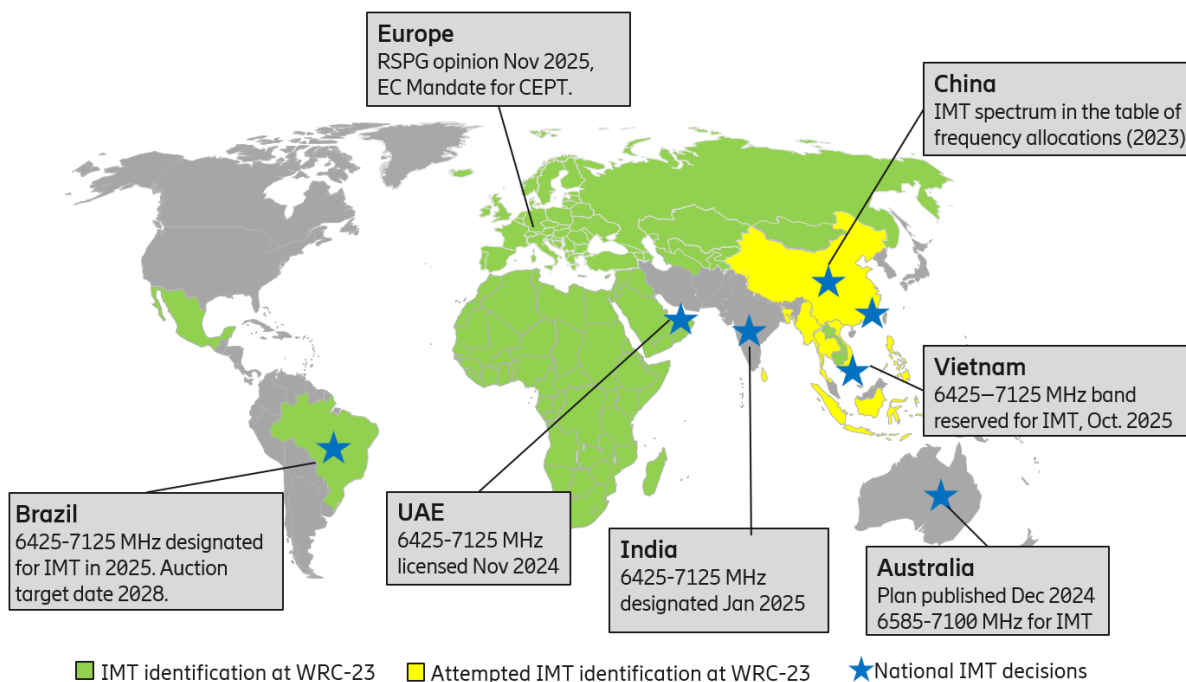 Europe
RSPG opinion Nov 2025,
EC Mandate for CEPT.
China
IMT spectrum in the table of
frequency allocations (2023)
Vietnam
6425–7125 MHz band
reserved for IMT, Oct. 2025
Brazil
6425-7125 MHz designated
for IMT in 2025. Auction
target date 2028.
UAE
6425-7125 MHz
licensed Nov 2024
India
6425-7125 MHz
designated Jan 2025
Australia
Plan published Dec 2024
6585-7100 MHz for IMT
IMT identification at WRC-23
Attempted IMT identification at WRC-23
National IMT decisions